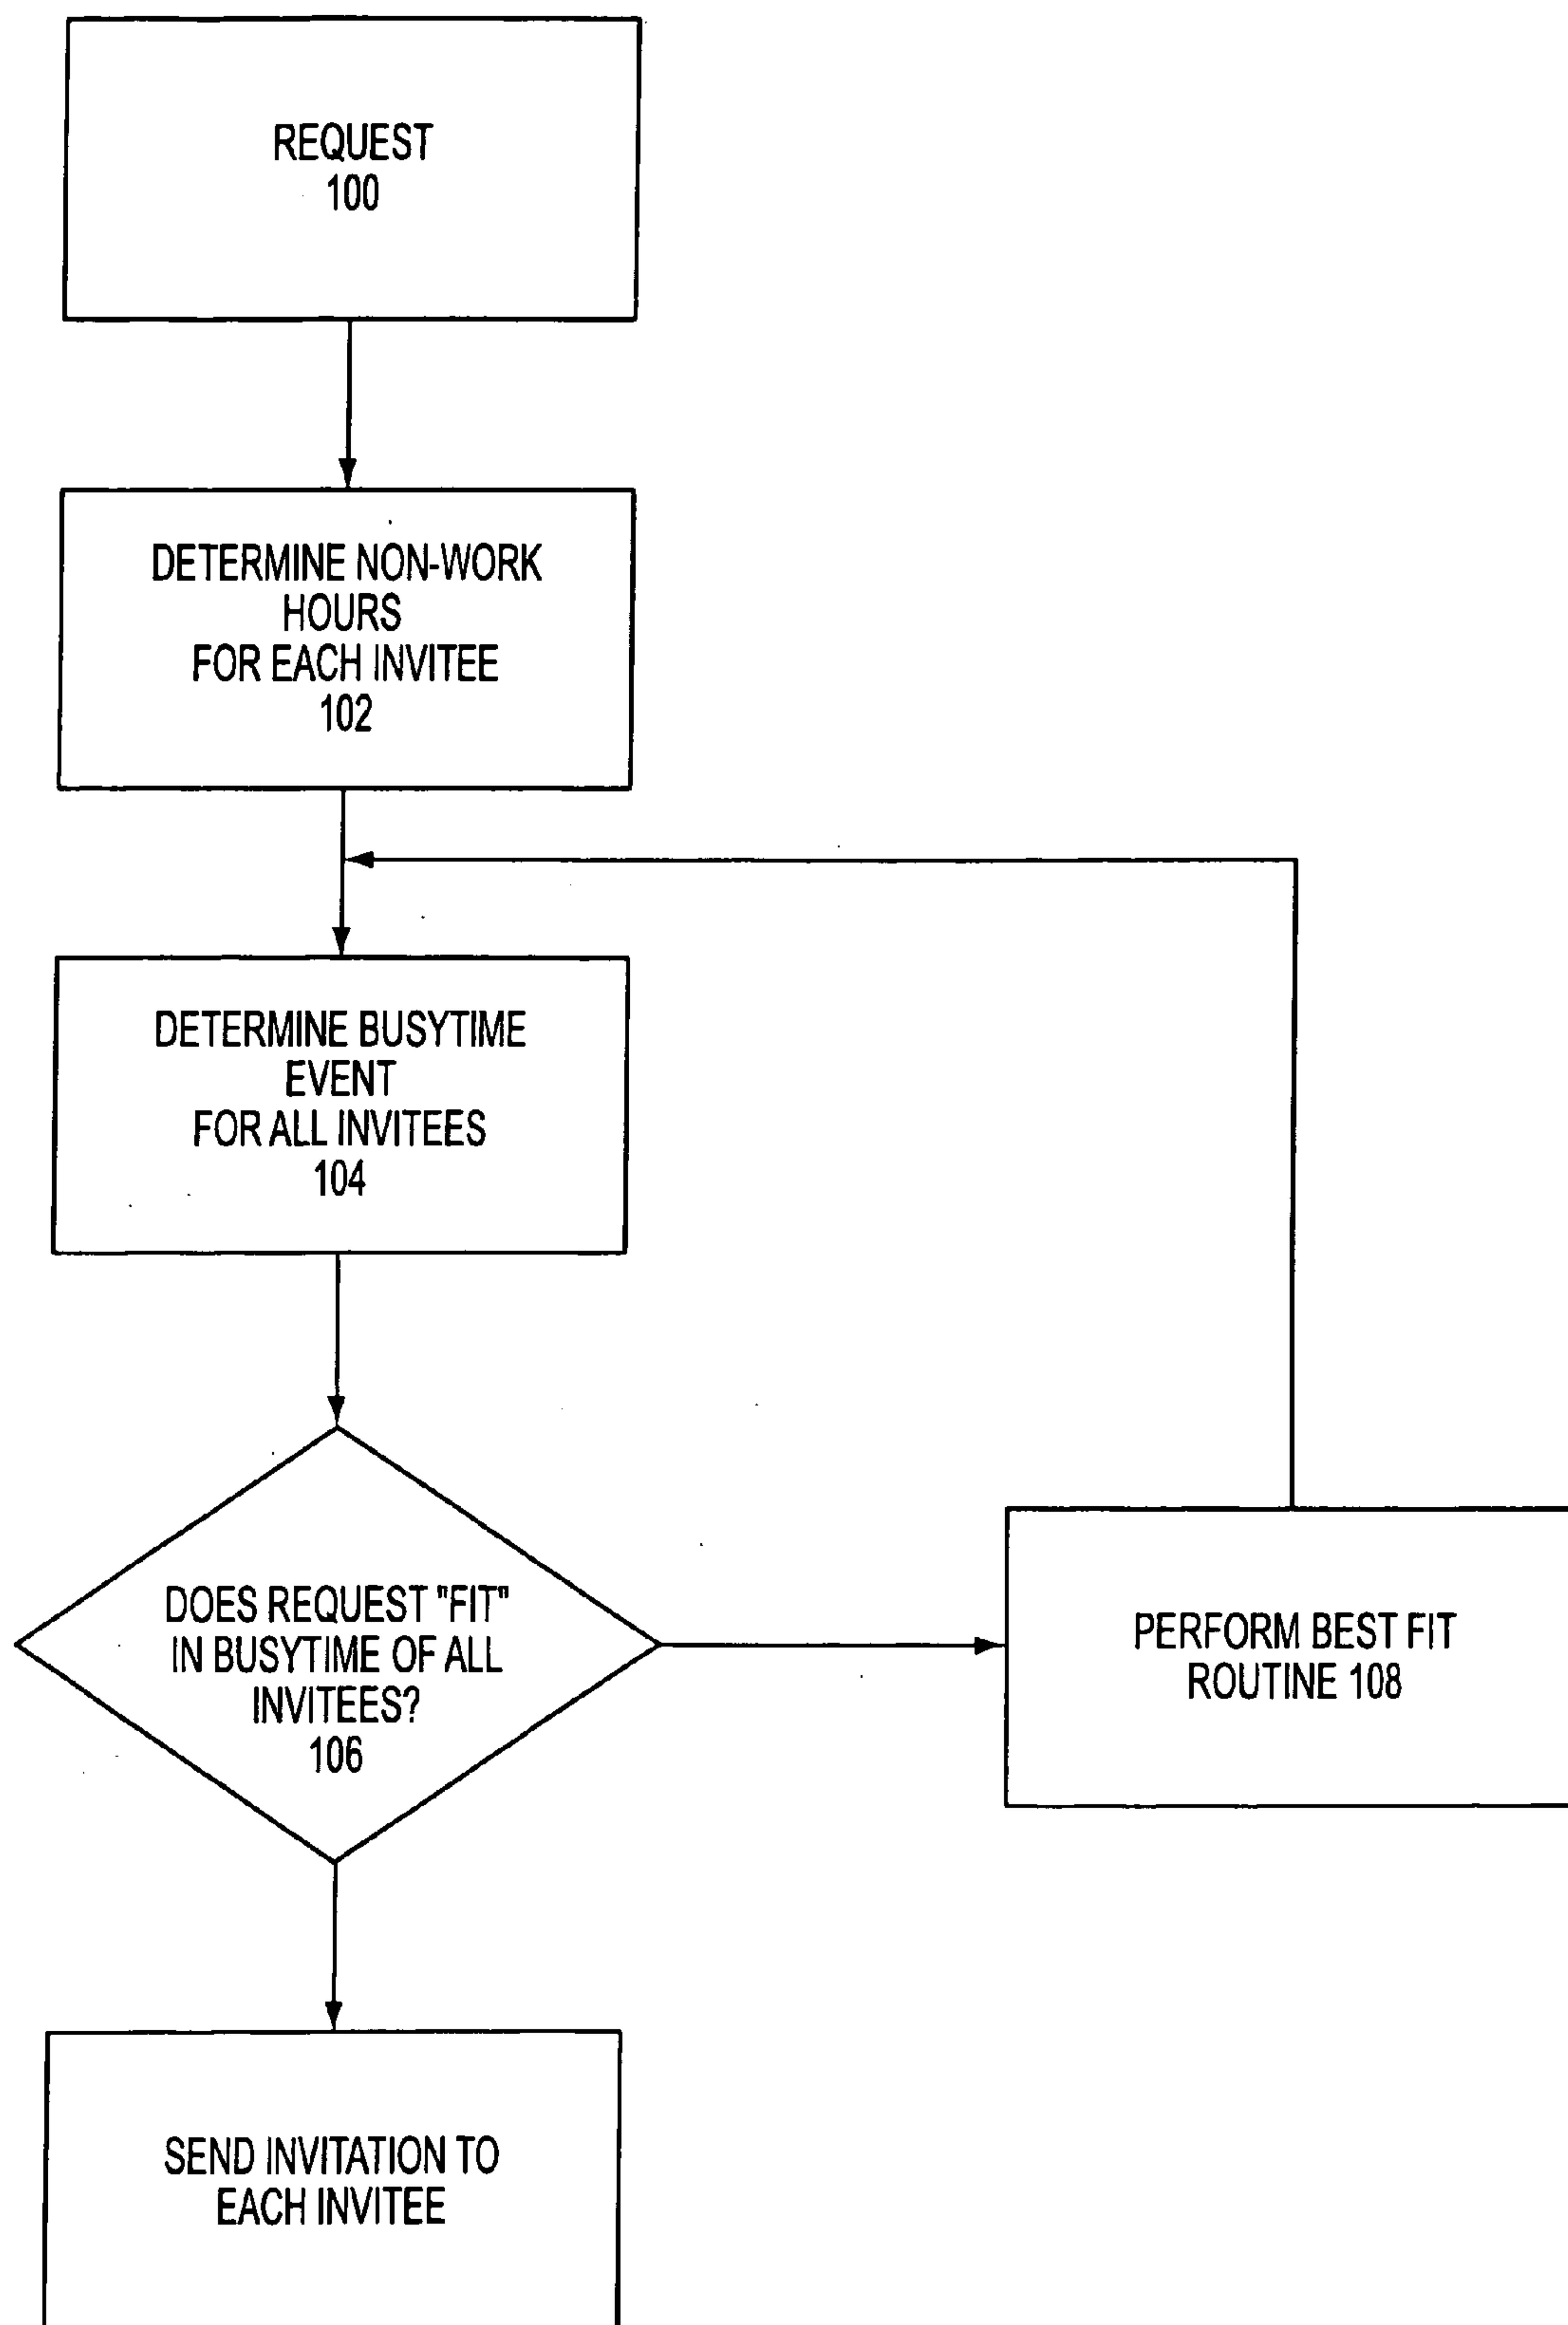 REQUEST
100
DETERMINE NON-WORK
HOURS
FOR EACH INVITEE
102
DETERMINE BUSYTIME
EVENT
FOR ALL INVITEES
104
DOES REQUEST "FIT"
IN BUSYTIME OF ALL
INVITEES?
106
PERFORM BEST FIT
ROUTINE 108
SEND INVITATION TO
EACH INVITEE